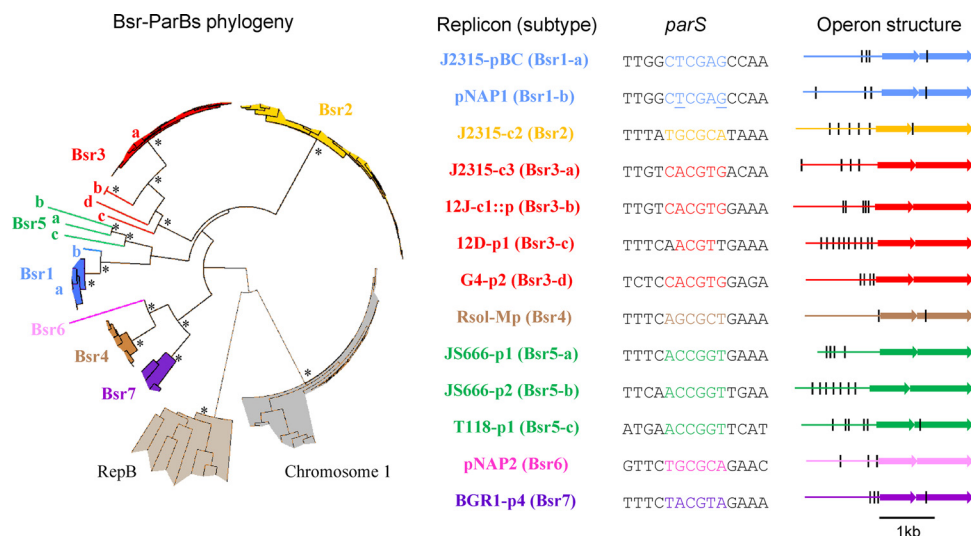 Bsr-ParBs phylogeny
Replicon (subtype) parS Operon structure
J2315-pBC (Bsr1-a) TTGGCTCGAGCCAA
pNAP1 (Bsr1-b) TTGGCTCGAGCCAA
J2315-c2 (Bsr2) TTTATGCGCATAAA
J2315-c3 (Bsr3-a) TTGTCACGTGACAA
12J-c1::p (Bsr3-b) TTGTCACGTGGAAA
12D-p1 (Bsr3-c) TTTCAACGTTGAAA
G4-p2 (Bsr3-d) TCTCCACGTGGAGA
Rsol-Mp (Bsr4) TTTCAGCGCTGAAA
JS666-p1 (Bsr5-a) TTTCACCGGTGAAA
JS666-p2 (Bsr5-b) TTCAACCGGTTGAA
T118-p1 (Bsr5-c) ATGAACCGGTTCAT
pNAP2 (Bsr6) GTTCTGCGCAGAAC
BGR1-p4 (Bsr7) TTTCTACGTAGAAA
1kb
Bsr2
a
Bsr3
*
*
b
*
d
*
c
b
Bsr5
a
*
*
c
b
Bsr1
*
a
*
Bsr6
*
*
Bsr4
*
*
Bsr7
*
*
RepB
Chromosome 1